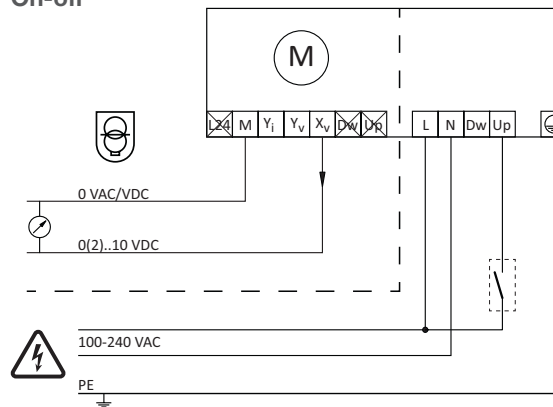 On-off
M
L24 M Yi Yv Xv Dw Up L N Dw Up
0 VAC/VDC
0(2)..10 VDC
100-240 VAC
PE